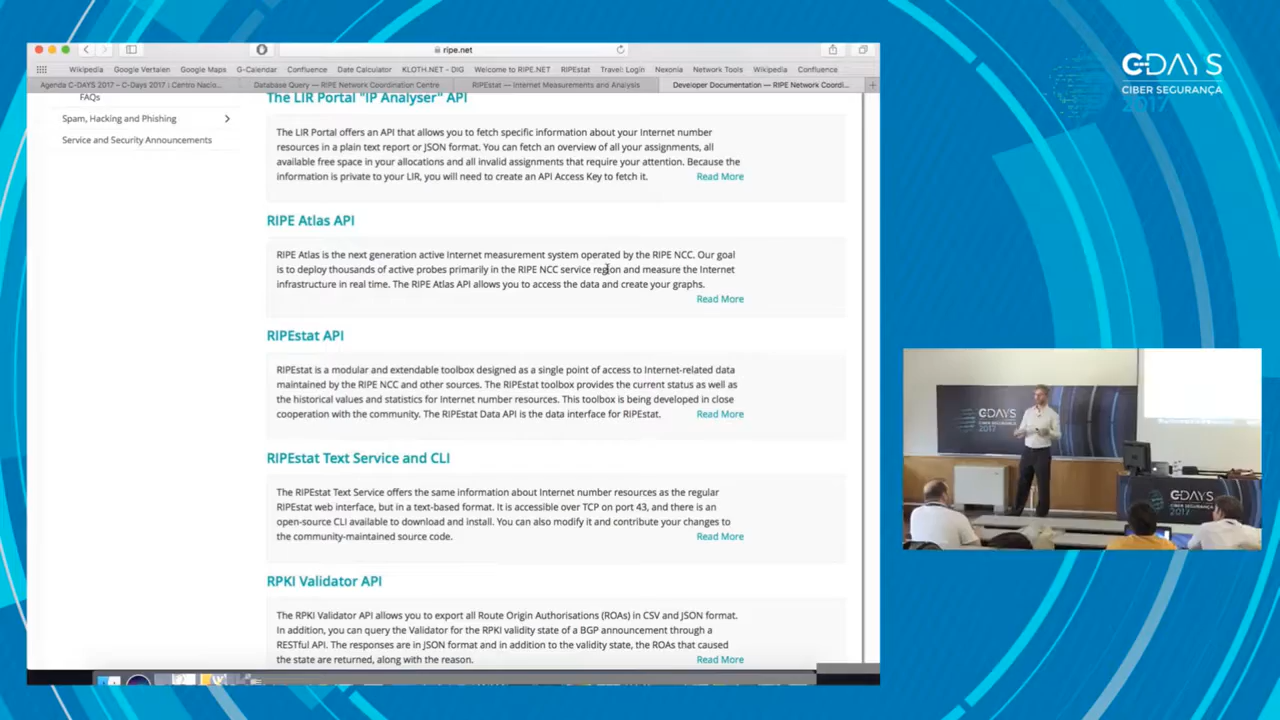 ripe.net
Wikipedia Google Vertalen Google Maps G-Calendar Confluence Date Calculator KLOTH.NET - DIG Welcome to RIPE.NET RIPEstat Travel: Login Nexonia Network Tools Wikipedia Confluence
Agenda C-DAYS 2017 – C-Days 2017 | Centro Nacio... Database Query — RIPE Network Coordination Centre RIPEstat — Internet Measurements and Analysis Developer Documentation — RIPE Network Coordi...
FAQs
Spam, Hacking and Phishing
Service and Security Announcements
The LIR Portal "IP Analyser" API
The LIR Portal offers an API that allows you to fetch specific information about your Internet number
resources in a plain text report or JSON format. You can fetch an overview of all your assignments, all
available free space in your allocations and all invalid assignments that require your attention. Because the
information is private to your LIR, you will need to create an API Access Key to fetch it. Read More
RIPE Atlas API
RIPE Atlas is the next generation active Internet measurement system operated by the RIPE NCC. Our goal
is to deploy thousands of active probes primarily in the RIPE NCC service region and measure the Internet
infrastructure in real time. The RIPE Atlas API allows you to access the data and create your graphs.
Read More
RIPEstat API
RIPEstat is a modular and extendable toolbox designed as a single point of access to Internet-related data
maintained by the RIPE NCC and other sources. The RIPEstat toolbox provides the current status as well as
the historical values and statistics for Internet number resources. This toolbox is being developed in close
cooperation with the community. The RIPEstat Data API is the data interface for RIPEstat. Read More
RIPEstat Text Service and CLI
The RIPEstat Text Service offers the same information about Internet number resources as the regular
RIPEstat web interface, but in a text-based format. It is accessible over TCP on port 43, and there is an
open-source CLI available to download and install. You can also modify it and contribute your changes to
the community-maintained source code. Read More
RPKI Validator API
The RPKI Validator API allows you to export all Route Origin Authorisations (ROAs) in CSV and JSON format.
In addition, you can query the Validator for the RPKI validity state of a BGP announcement through a
RESTful API. The responses are in JSON format and in addition to the validity state, the ROAs that caused
the state are returned, along with the reason. Read More
C-DAYS
CIBER SEGURANÇA
2017
C-DAYS
2017
C-DAYS
2017